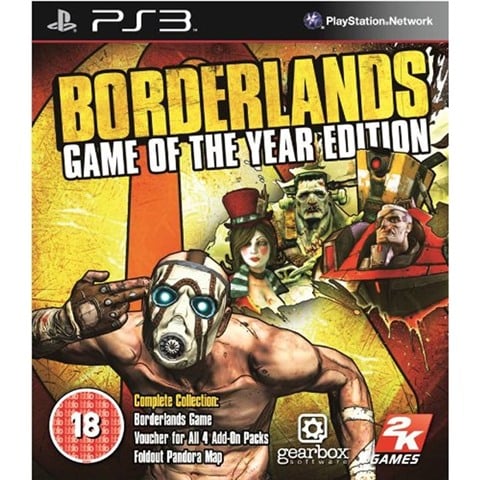 PS3
PlayStation®Network
BORDERLANDS
GAME OF THE YEAR EDITION
Complete Collection:
Borderlands Game
Voucher for All 4 Add-On Packs
Foldout Pandora Map
18
gearbox
software
2K
GAMES